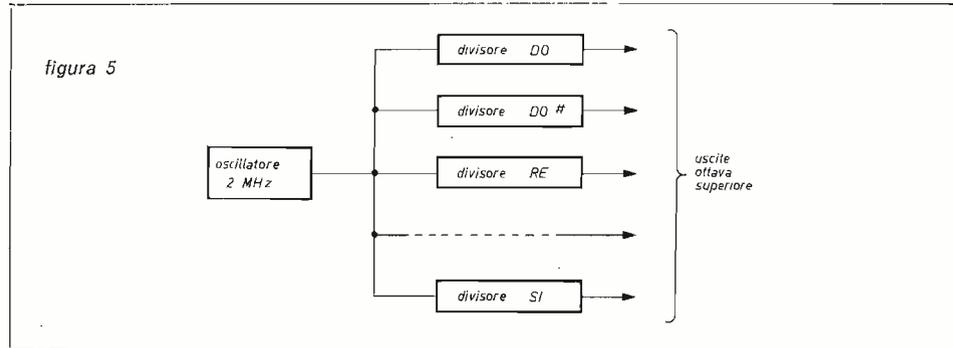 figura 5
divisore DO
divisore DO #
oscillatore
2 MHz
divisore RE
uscite
ottava
superiore
divisore SI